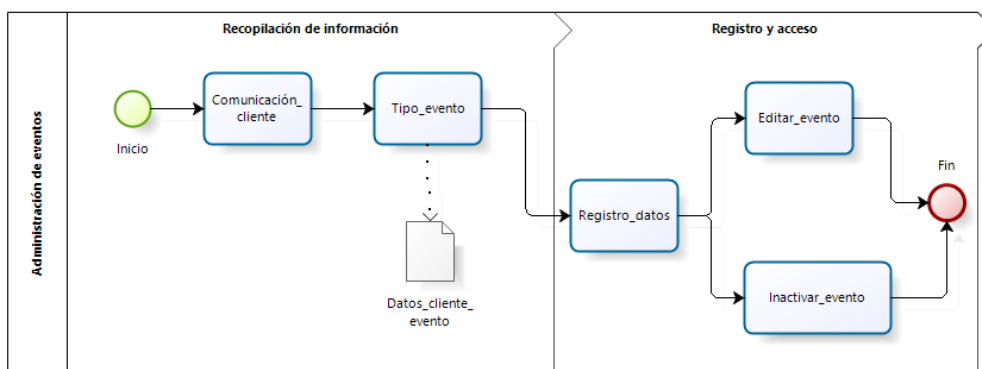 Recopilación de información
Registro y acceso
Administración de eventos
Inicio
Comunicación_
cliente
Tipo_evento
Datos_cliente_
evento
Registro_datos
Editar_evento
Inactivar_evento
Fin